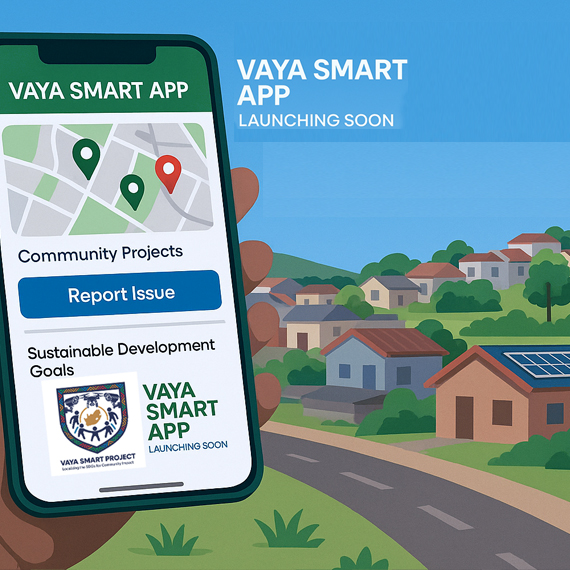 VAYA SMART APP
Community Projects
Report Issue
Sustainable Development
Goals
VAYA SMART PROJECT
VAYA
SMART
APP
LAUNCHING SOON
VAYA SMART
APP
LAUNCHING SOON